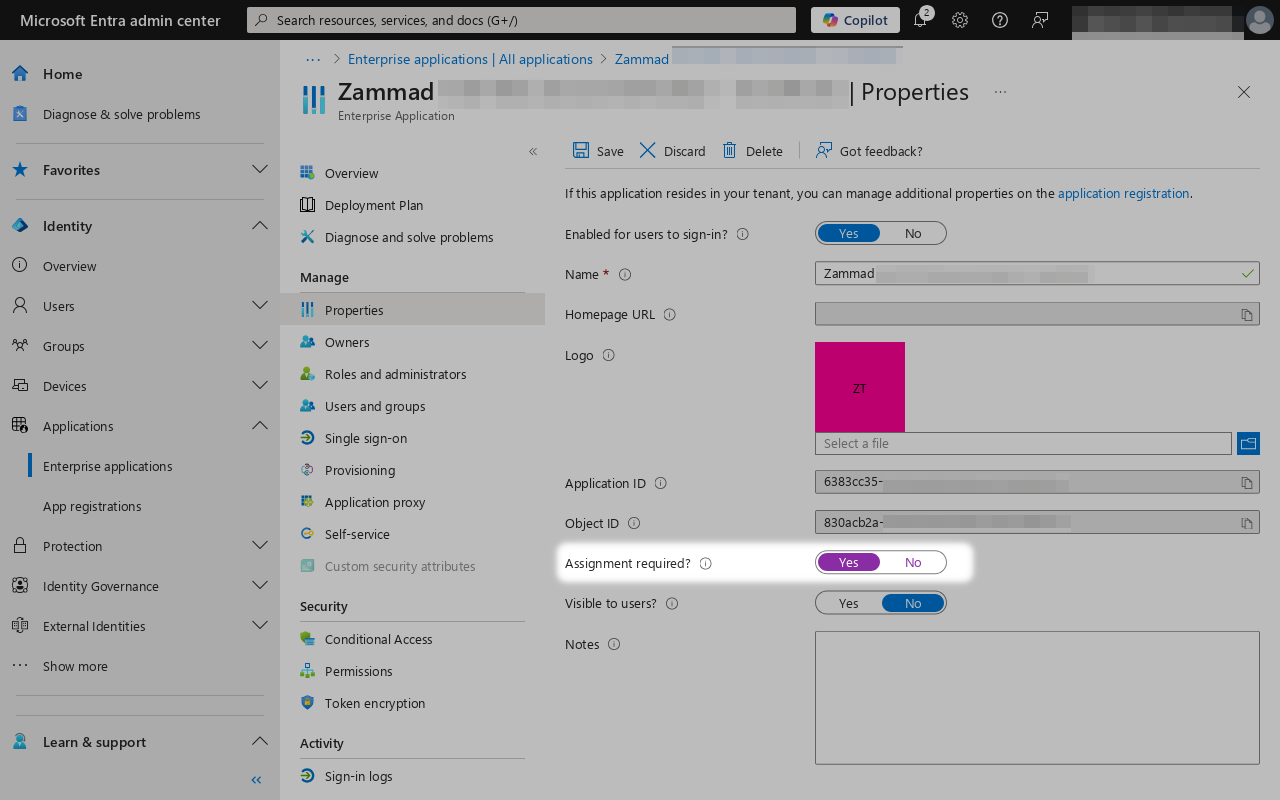 Microsoft Entra admin center
Search resources, services, and docs (G+/)
Copilot
2
Home
Diagnose & solve problems
Favorites
Identity
Overview
Users
Groups
Devices
Applications
Enterprise applications
App registrations
Protection
Identity Governance
External Identities
Show more
Learn & support
Enterprise applications | All applications
Zammad
Zammad | Properties
Enterprise Application
Overview
Deployment Plan
Diagnose and solve problems
Manage
Properties
Owners
Roles and administrators
Users and groups
Single sign-on
Provisioning
Application proxy
Self-service
Custom security attributes
Security
Conditional Access
Permissions
Token encryption
Activity
Sign-in logs
Save Discard Delete Got feedback?
If this application resides in your tenant, you can manage additional properties on the application registration.
Enabled for users to sign-in? Yes No
Name * Zammad
Homepage URL
Logo
ZT
Select a file
Application ID 6383cc35-
Object ID 830acb2a-
Assignment required? Yes No
Visible to users? Yes No
Notes